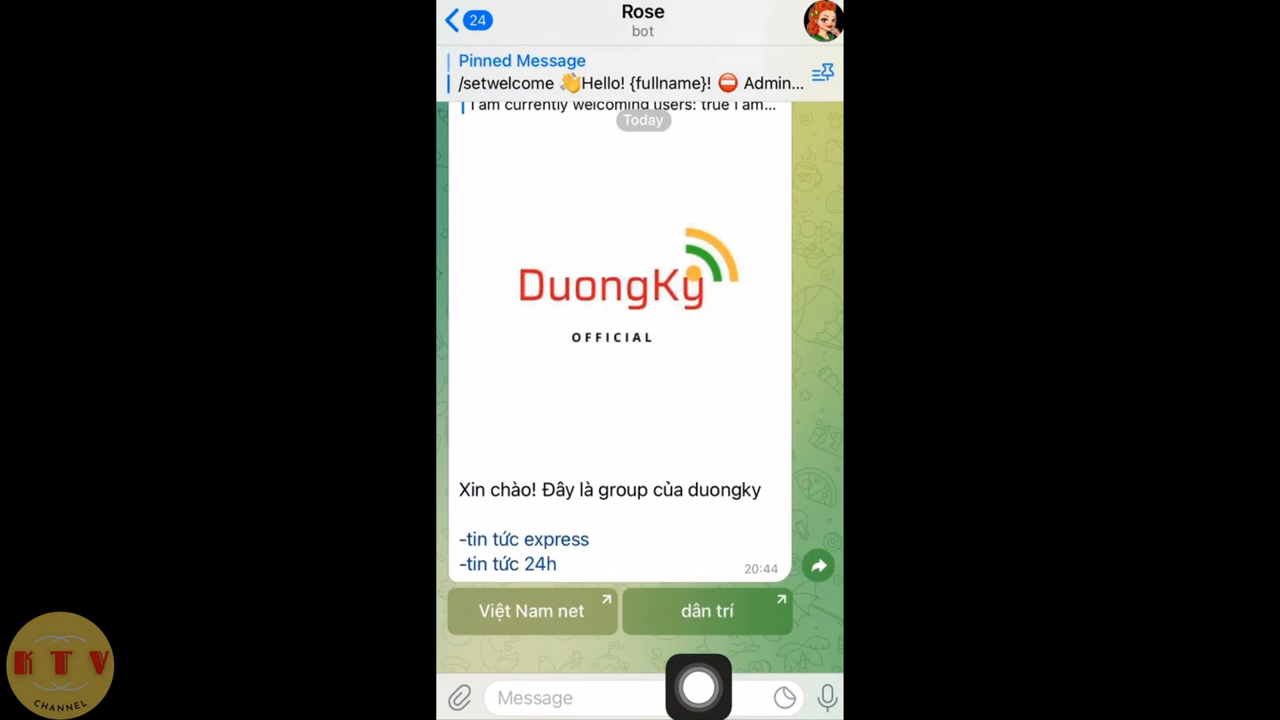 24
Rose
bot
Pinned Message
/setwelcome 👋Hello! {fullname}! ⛔ Admin...
I am currently welcoming users: true I am...
Today
DuongKy
OFFICIAL
Xin chào! Đây là group của duongky
-tin tức express
-tin tức 24h
20:44
Việt Nam net
dân trí
Message
KTV
CHANNEL